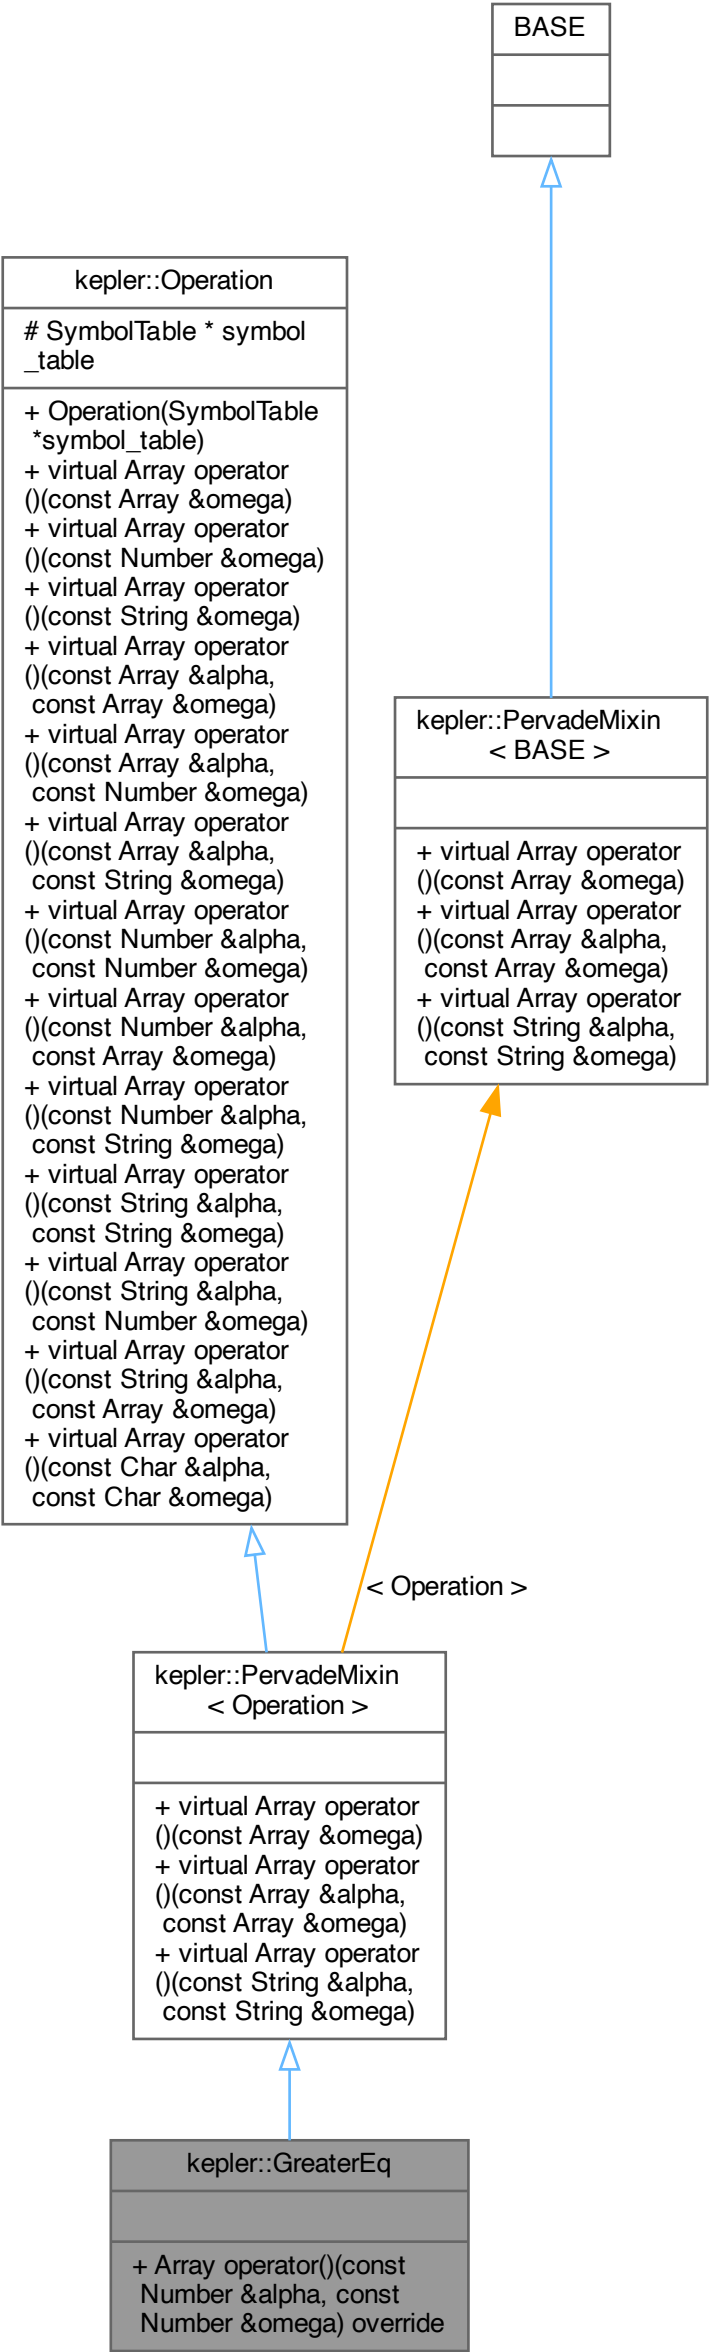 BASE
kepler::Operation
# SymbolTable * symbol
_table
+ Operation(SymbolTable
*symbol_table)
+ virtual Array operator
()(const Array &omega)
+ virtual Array operator
()(const Number &omega)
+ virtual Array operator
()(const String &omega)
+ virtual Array operator
()(const Array &alpha,
const Array &omega)
+ virtual Array operator
()(const Array &alpha,
const Number &omega)
+ virtual Array operator
()(const Array &alpha,
const String &omega)
+ virtual Array operator
()(const Number &alpha,
const Number &omega)
+ virtual Array operator
()(const Number &alpha,
const Array &omega)
+ virtual Array operator
()(const Number &alpha,
const String &omega)
+ virtual Array operator
()(const String &alpha,
const String &omega)
+ virtual Array operator
()(const String &alpha,
const Number &omega)
+ virtual Array operator
()(const String &alpha,
const Array &omega)
+ virtual Array operator
()(const Char &alpha,
const Char &omega)
kepler::PervadeMixin
< BASE >
+ virtual Array operator
()(const Array &omega)
+ virtual Array operator
()(const Array &alpha,
const Array &omega)
+ virtual Array operator
()(const String &alpha,
const String &omega)
< Operation >
kepler::PervadeMixin
< Operation >
+ virtual Array operator
()(const Array &omega)
+ virtual Array operator
()(const Array &alpha,
const Array &omega)
+ virtual Array operator
()(const String &alpha,
const String &omega)
kepler::GreaterEq
+ Array operator()(const
Number &alpha, const
Number &omega) override